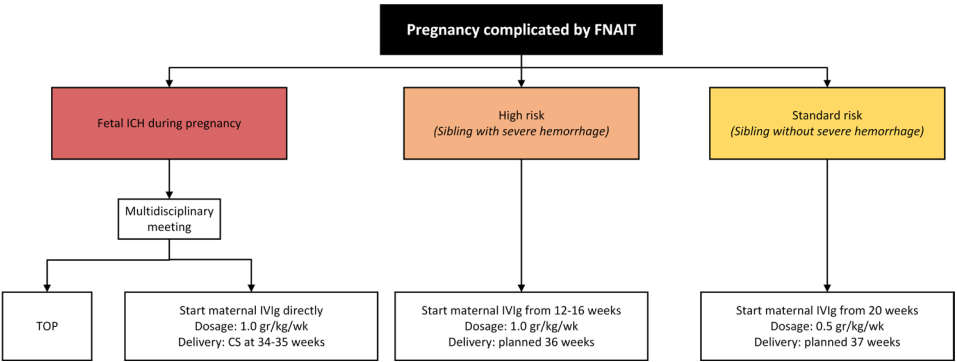 Pregnancy complicated by FNAIT
Fetal ICH during pregnancy
High risk
(Sibling with severe hemorrhage)
Standard risk
(Sibling without severe hemorrhage)
Multidisciplinary
meeting
TOP
Start maternal IVIg directly
Dosage: 1.0 gr/kg/wk
Delivery: CS at 34-35 weeks
Start maternal IVIg from 12-16 weeks
Dosage: 1.0 gr/kg/wk
Delivery: planned 36 weeks
Start maternal IVIg from 20 weeks
Dosage: 0.5 gr/kg/wk
Delivery: planned 37 weeks